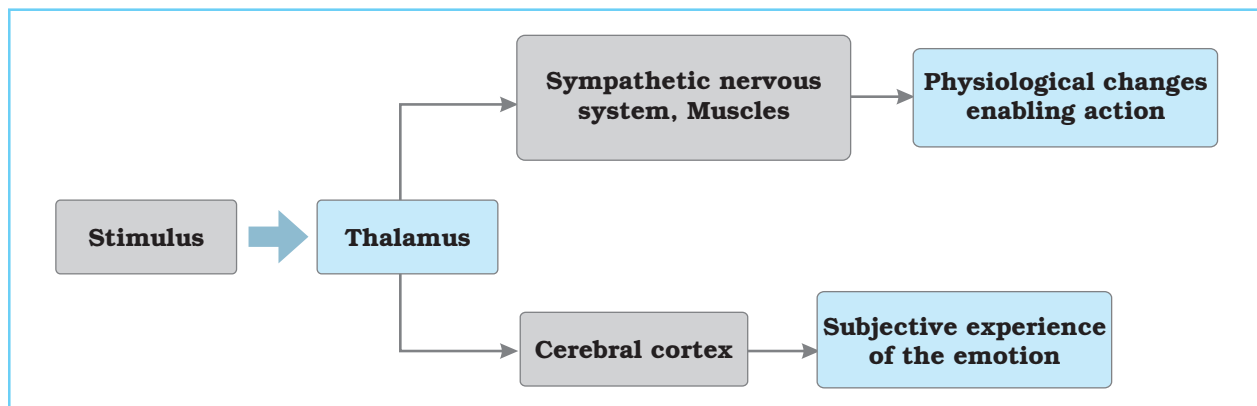 Sympathetic nervous
system, Muscles
Physiological changes
enabling action
Stimulus
Thalamus
Cerebral cortex
Subjective experience
of the emotion